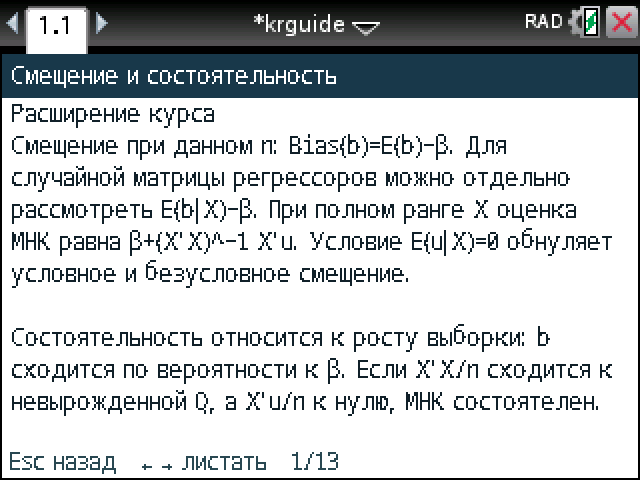 1.1
*krguide
RAD
Смещение и состоятельность
Расширение курса
Смещение при данном n: Bias(b)=E(b)-β. Для
случайной матрицы регрессоров можно отдельно
рассмотреть E(b|X)-β. При полном ранге X оценка
МНК равна β+(X'X)^-1 X'u. Условие E(u|X)=0 обнуляет
условное и безусловное смещение.
Состоятельность относится к росту выборки: b
сходится по вероятности к β. Если X'X/n сходится к
невырожденной Q, а X'u/n к нулю, МНК состоятелен.
Esc назад ← → листать 1/13